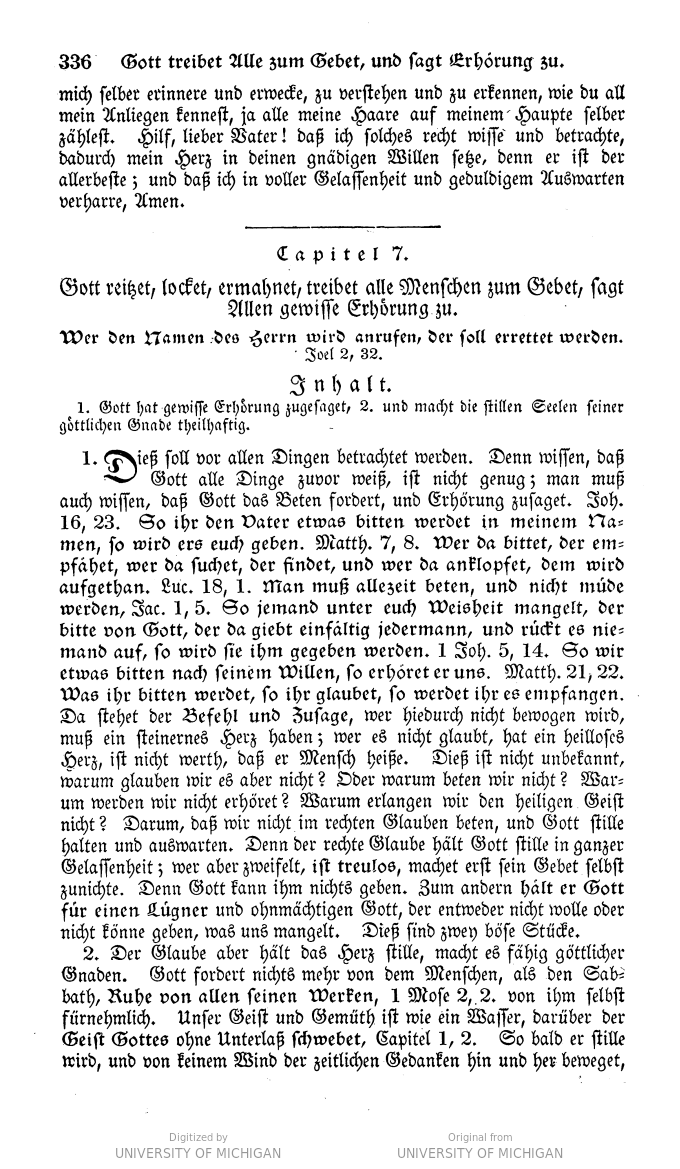 336 Gott treibet Alle zum Gebet, und sagt Erhörung zu.
mich selber erinnere und erwecke, zu verstehen und zu erkennen, wie du all
mein Anliegen kennest, ja alle meine Haare auf meinem Haupte selber
zählest. Hilf, lieber Vater! daß ich solches recht wisse und betrachte,
dadurch mein Herz in deinen gnädigen Willen setze, denn er ist der
allerbeste; und daß ich in voller Gelassenheit und geduldigem Auswarten
verharre, Amen.
Capitel 7.
Gott reitzet, locket, ermahnet, treibet alle Menschen zum Gebet, sagt
Allen gewisse Erhörung zu.
Wer den Namen des Herrn wird anrufen, der soll errettet werden.
Joel 2, 32.
Inhalt.
1. Gott hat gewisse Erhörung zugesaget, 2. und macht die stillen Seelen seiner
göttlichen Gnade theilhaftig.
1. Dieß soll vor allen Dingen betrachtet werden. Denn wissen, daß
Gott alle Dinge zuvor weiß, ist nicht genug; man muß
auch wissen, daß Gott das Beten fordert, und Erhörung zusaget. Joh.
16, 23. So ihr den Vater etwas bitten werdet in meinem Na-
men, so wird ers euch geben. Matth. 7, 8. Wer da bittet, der em-
pfähet, wer da suchet, der findet, und wer da anklopfet, dem wird
aufgethan. Luc. 18, 1. Man muß allezeit beten, und nicht müde
werden, Jac. 1, 5. So jemand unter euch Weisheit mangelt, der
bitte von Gott, der da giebt einfältig jedermann, und rückt es nie-
mand auf, so wird sie ihm gegeben werden. 1 Joh. 5, 14. So wir
etwas bitten nach seinem Willen, so erhöret er uns. Matth. 21, 22.
Was ihr bitten werdet, so ihr glaubet, so werdet ihr es empfangen.
Da stehet der Befehl und Zusage, wer hiedurch nicht bewogen wird,
muß ein steinernes Herz haben; wer es nicht glaubt, hat ein heilloses
Herz, ist nicht werth, daß er Mensch heiße. Dieß ist nicht unbekannt,
warum glauben wir es aber nicht? Oder warum beten wir nicht? War-
um werden wir nicht erhöret? Warum erlangen wir den heiligen Geist
nicht? Darum, daß wir nicht im rechten Glauben beten, und Gott stille
halten und auswarten. Denn der rechte Glaube hält Gott stille in ganzer
Gelassenheit; wer aber zweifelt, ist treulos, machet erst sein Gebet selbst
zunichte. Denn Gott kann ihm nichts geben. Zum andern hält er Gott
für einen Lügner und ohnmächtigen Gott, der entweder nicht wolle oder
nicht könne geben, was uns mangelt. Dieß sind zwey böse Stücke.
2. Der Glaube aber hält das Herz stille, macht es fähig göttlicher
Gnaden. Gott fordert nichts mehr von dem Menschen, als den Sab-
bath, Ruhe von allen seinen Werken, 1 Mose 2, 2. von ihm selbst
fürnehmlich. Unser Geist und Gemüth ist wie ein Wasser, darüber der
Geist Gottes ohne Unterlaß schwebet, Capitel 1, 2. So bald er stille
wird, und von keinem Wind der zeitlichen Gedanken hin und her beweget,
Digitized by Original from
UNIVERSITY OF MICHIGAN UNIVERSITY OF MICHIGAN